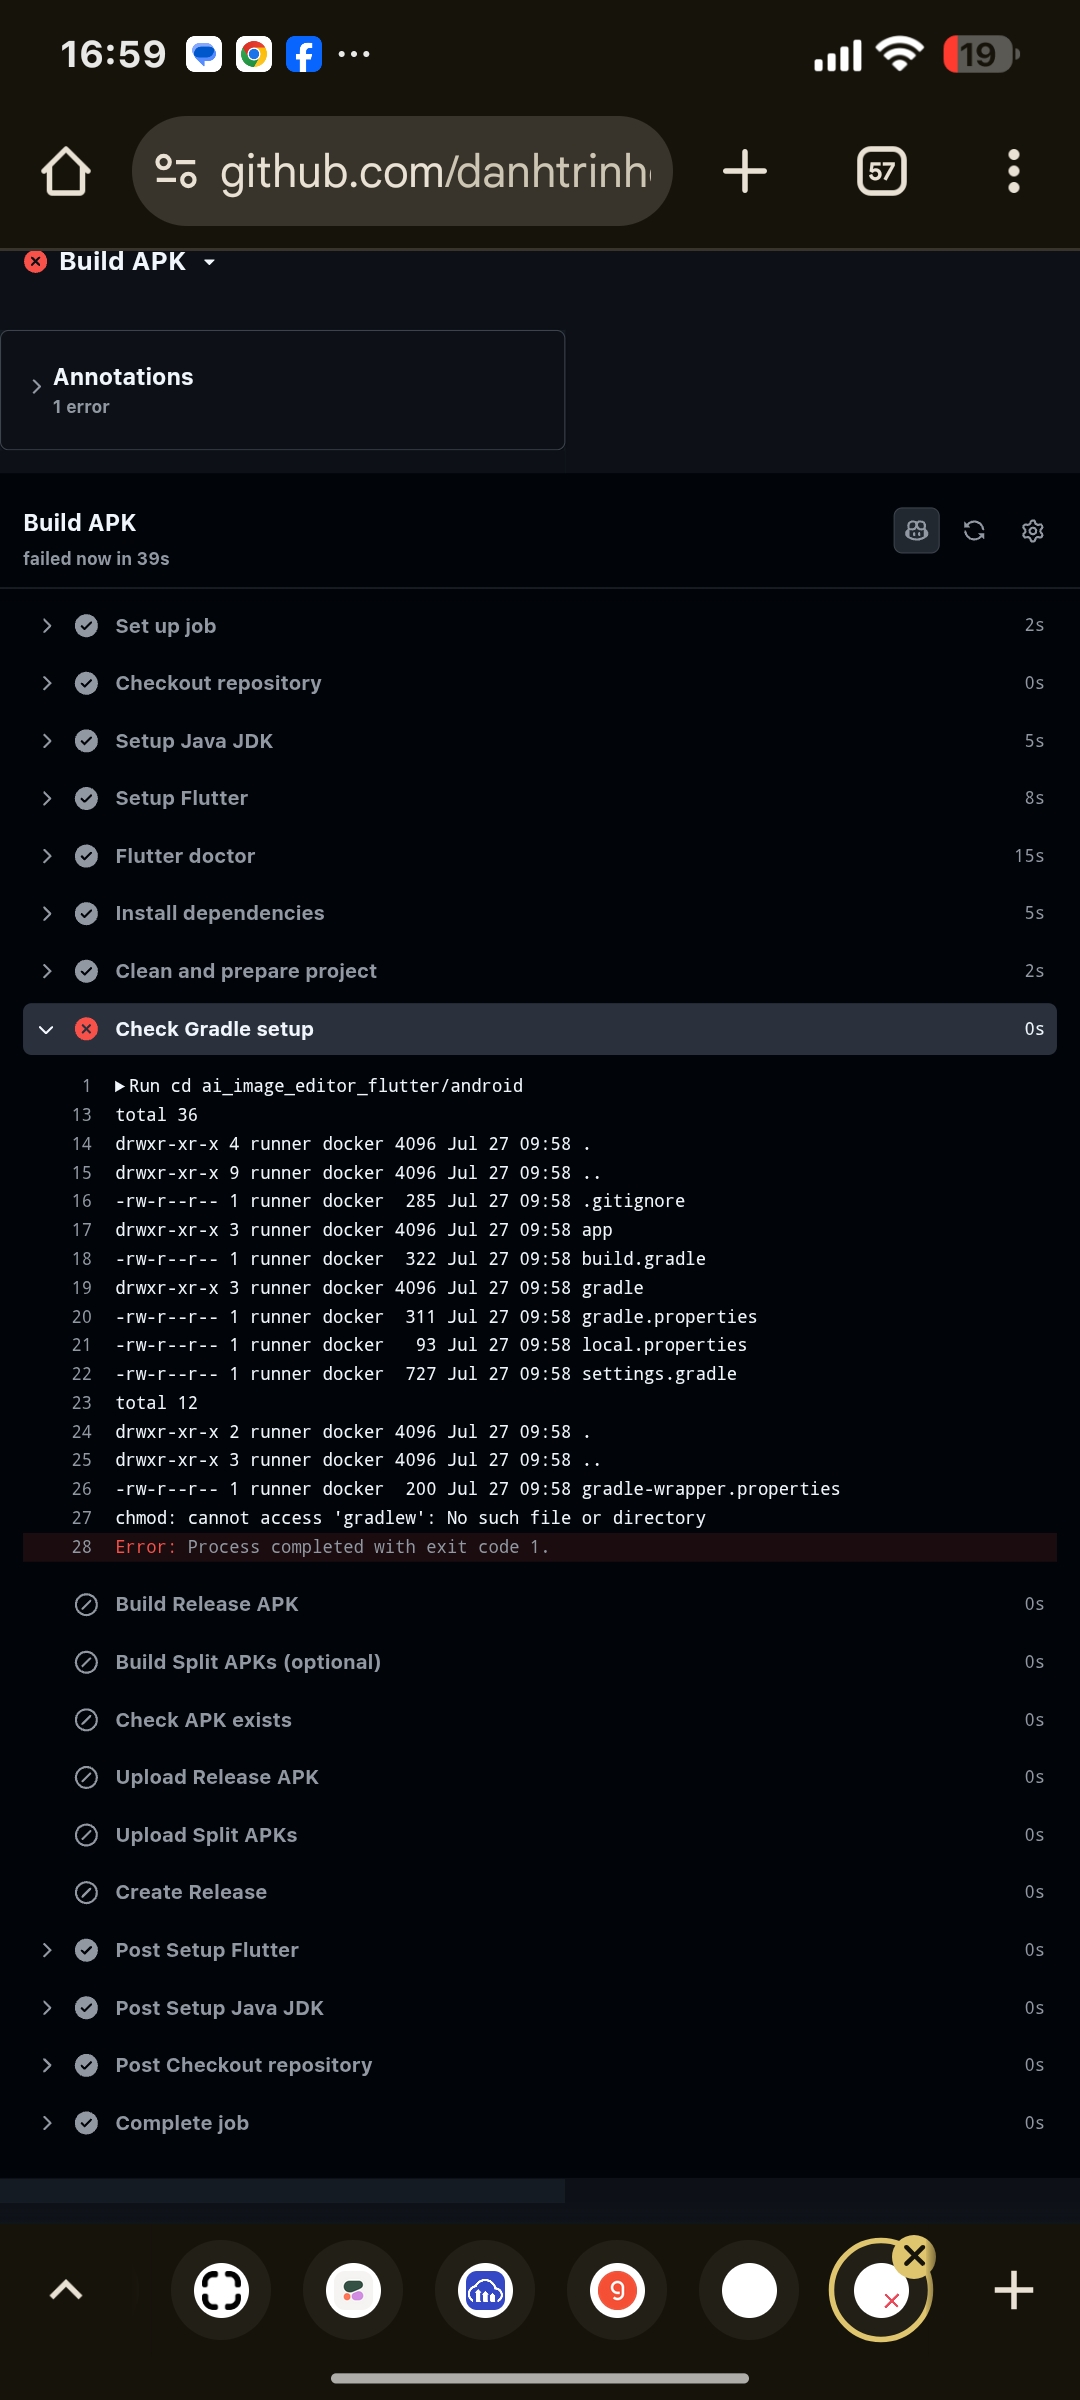 16:59
19
github.com/danhtrinh
57
Build APK
Annotations
1 error
Build APK
failed now in 39s
Set up job 2s
Checkout repository 0s
Setup Java JDK 5s
Setup Flutter 8s
Flutter doctor 15s
Install dependencies 5s
Clean and prepare project 2s
Check Gradle setup 0s
1 Run cd ai_image_editor_flutter/android
13 total 36
14 drwxr-xr-x 4 runner docker 4096 Jul 27 09:58 .
15 drwxr-xr-x 9 runner docker 4096 Jul 27 09:58 ..
16 -rw-r--r-- 1 runner docker  285 Jul 27 09:58 .gitignore
17 drwxr-xr-x 3 runner docker 4096 Jul 27 09:58 app
18 -rw-r--r-- 1 runner docker  322 Jul 27 09:58 build.gradle
19 drwxr-xr-x 3 runner docker 4096 Jul 27 09:58 gradle
20 -rw-r--r-- 1 runner docker  311 Jul 27 09:58 gradle.properties
21 -rw-r--r-- 1 runner docker   93 Jul 27 09:58 local.properties
22 -rw-r--r-- 1 runner docker  727 Jul 27 09:58 settings.gradle
23 total 12
24 drwxr-xr-x 2 runner docker 4096 Jul 27 09:58 .
25 drwxr-xr-x 3 runner docker 4096 Jul 27 09:58 ..
26 -rw-r--r-- 1 runner docker  200 Jul 27 09:58 gradle-wrapper.properties
27 chmod: cannot access 'gradlew': No such file or directory
28 Error: Process completed with exit code 1.
Build Release APK 0s
Build Split APKs (optional) 0s
Check APK exists 0s
Upload Release APK 0s
Upload Split APKs 0s
Create Release 0s
Post Setup Flutter 0s
Post Setup Java JDK 0s
Post Checkout repository 0s
Complete job 0s